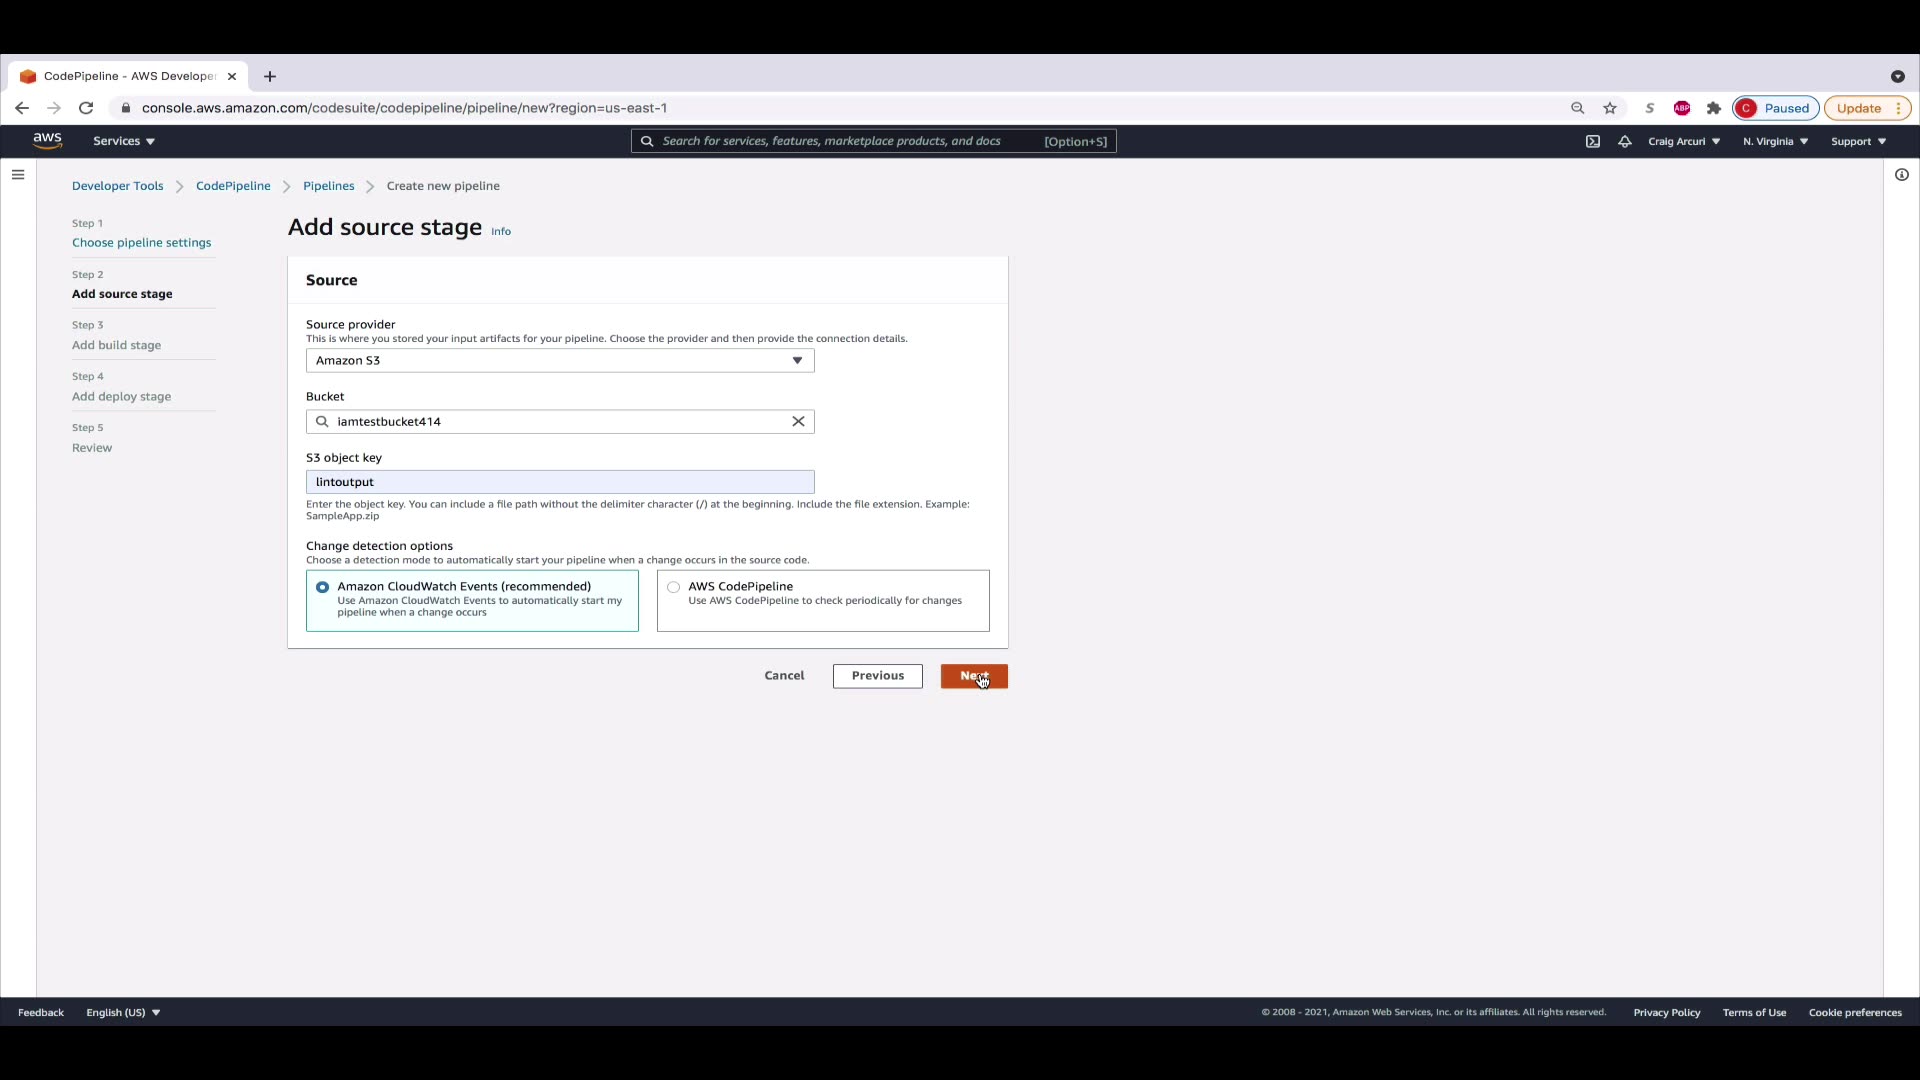 CodePipeline - AWS Develope
console.aws.amazon.com/codesuite/codepipeline/pipeline/new?region=us-east-1
S
ABP
C Paused
Update
aws
Services
Search for services, features, marketplace products, and docs [Option+S]
Craig Arcuri
N. Virginia
Support
Developer Tools
CodePipeline
Pipelines
Create new pipeline
Step 1
Choose pipeline settings
Step 2
Add source stage
Step 3
Add build stage
Step 4
Add deploy stage
Step 5
Review
Add source stage Info
Source
Source provider
This is where you stored your input artifacts for your pipeline. Choose the provider and then provide the connection details.
Amazon S3
Bucket
iamtestbucket414
S3 object key
lintoutput
Enter the object key. You can include a file path without the delimiter character (/) at the beginning. Include the file extension. Example:
SampleApp.zip
Change detection options
Choose a detection mode to automatically start your pipeline when a change occurs in the source code.
Amazon CloudWatch Events (recommended)
Use Amazon CloudWatch Events to automatically start my
pipeline when a change occurs
AWS CodePipeline
Use AWS CodePipeline to check periodically for changes
Cancel
Previous
Next
Feedback
English (US)
© 2008 - 2021, Amazon Web Services, Inc. or its affiliates. All rights reserved.
Privacy Policy
Terms of Use
Cookie preferences